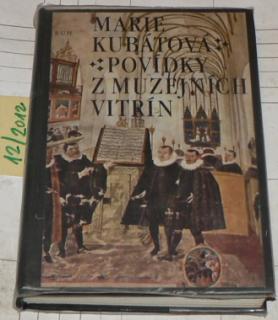 MARIE
KUBÁTOVÁ
POVÍDKY
Z MUZEJNÍCH
VITRÍN
12/2012